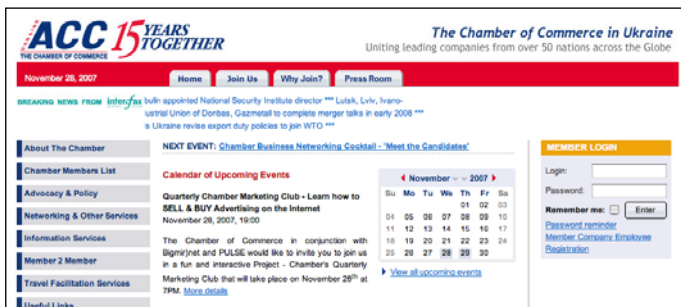 ACC 15 YEARS TOGETHER
THE CHAMBER OF COMMERCE
The Chamber of Commerce in Ukraine
Uniting leading companies from over 50 nations across the Globe
November 28, 2007
Home Join Us Why Join? Press Room
BREAKING NEWS FROM interfax
bulin appointed National Security Institute director *** Lutsk, Lviv, Ivano-
ustrial Union of Donbas, Gazmetall to complete merger talks in early 2008 ***
s Ukraine revise export duty policies to join WTO ***
About The Chamber
Chamber Members List
Advocacy & Policy
Networking & Other Services
Information Services
Member 2 Member
Travel Facilitation Services
Useful Links
NEXT EVENT: Chamber Business Networking Cocktail - 'Meet the Candidates'
Calendar of Upcoming Events
Quarterly Chamber Marketing Club - Learn how to
SELL & BUY Advertising on the Internet
November 28, 2007, 19:00
The Chamber of Commerce in conjunction with
Bigmir)net and PULSE would like to invite you to join us
in a fun and interactive Project - Chamber's Quarterly
Marketing Club that will take place on November 28th at
7PM. More details
November 2007
Su Mo Tu We Th Fr Sa
01 02 03
04 05 06 07 08 09 10
11 12 13 14 15 16 17
18 19 20 21 22 23 24
25 26 27 28 29 30
View all upcoming events
MEMBER LOGIN
Login:
Password:
Remember me: Enter
Password reminder
Member Company Employee
Registration